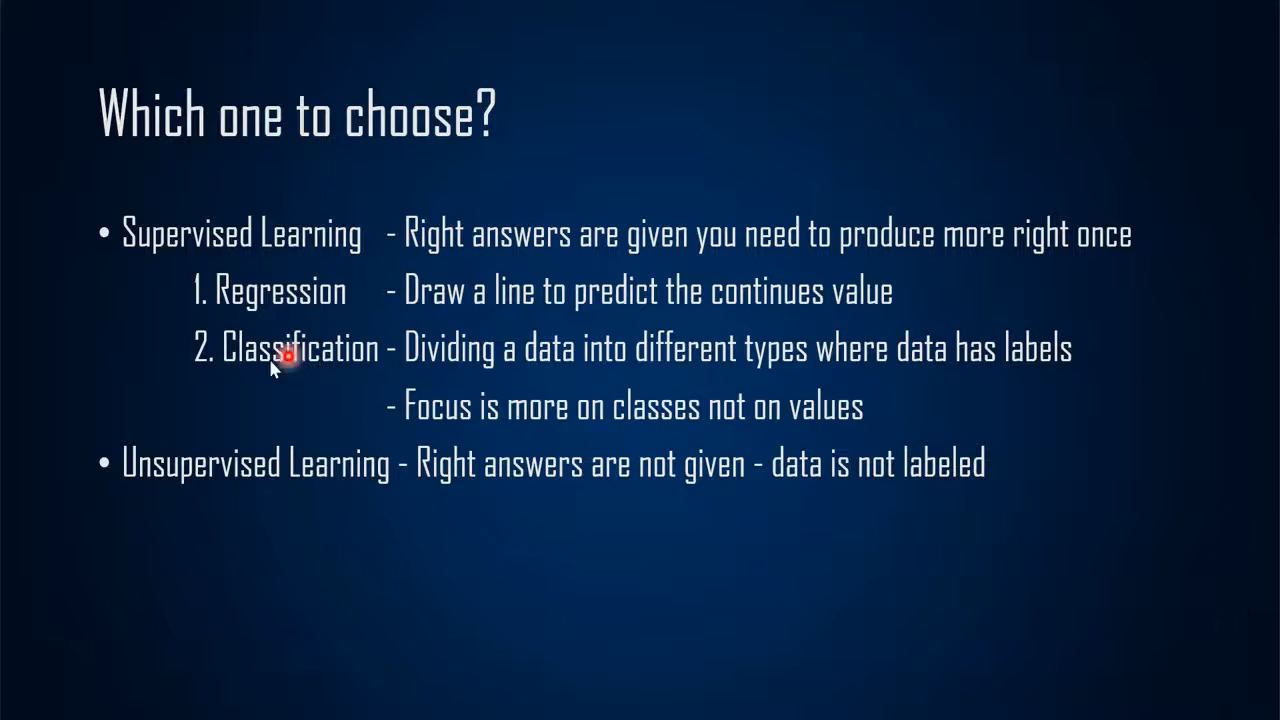 Which one to choose?
• Supervised Learning - Right answers are given you need to produce more right once
1. Regression - Draw a line to predict the continues value
2. Classification - Dividing a data into different types where data has labels
- Focus is more on classes not on values
• Unsupervised Learning - Right answers are not given - data is not labeled